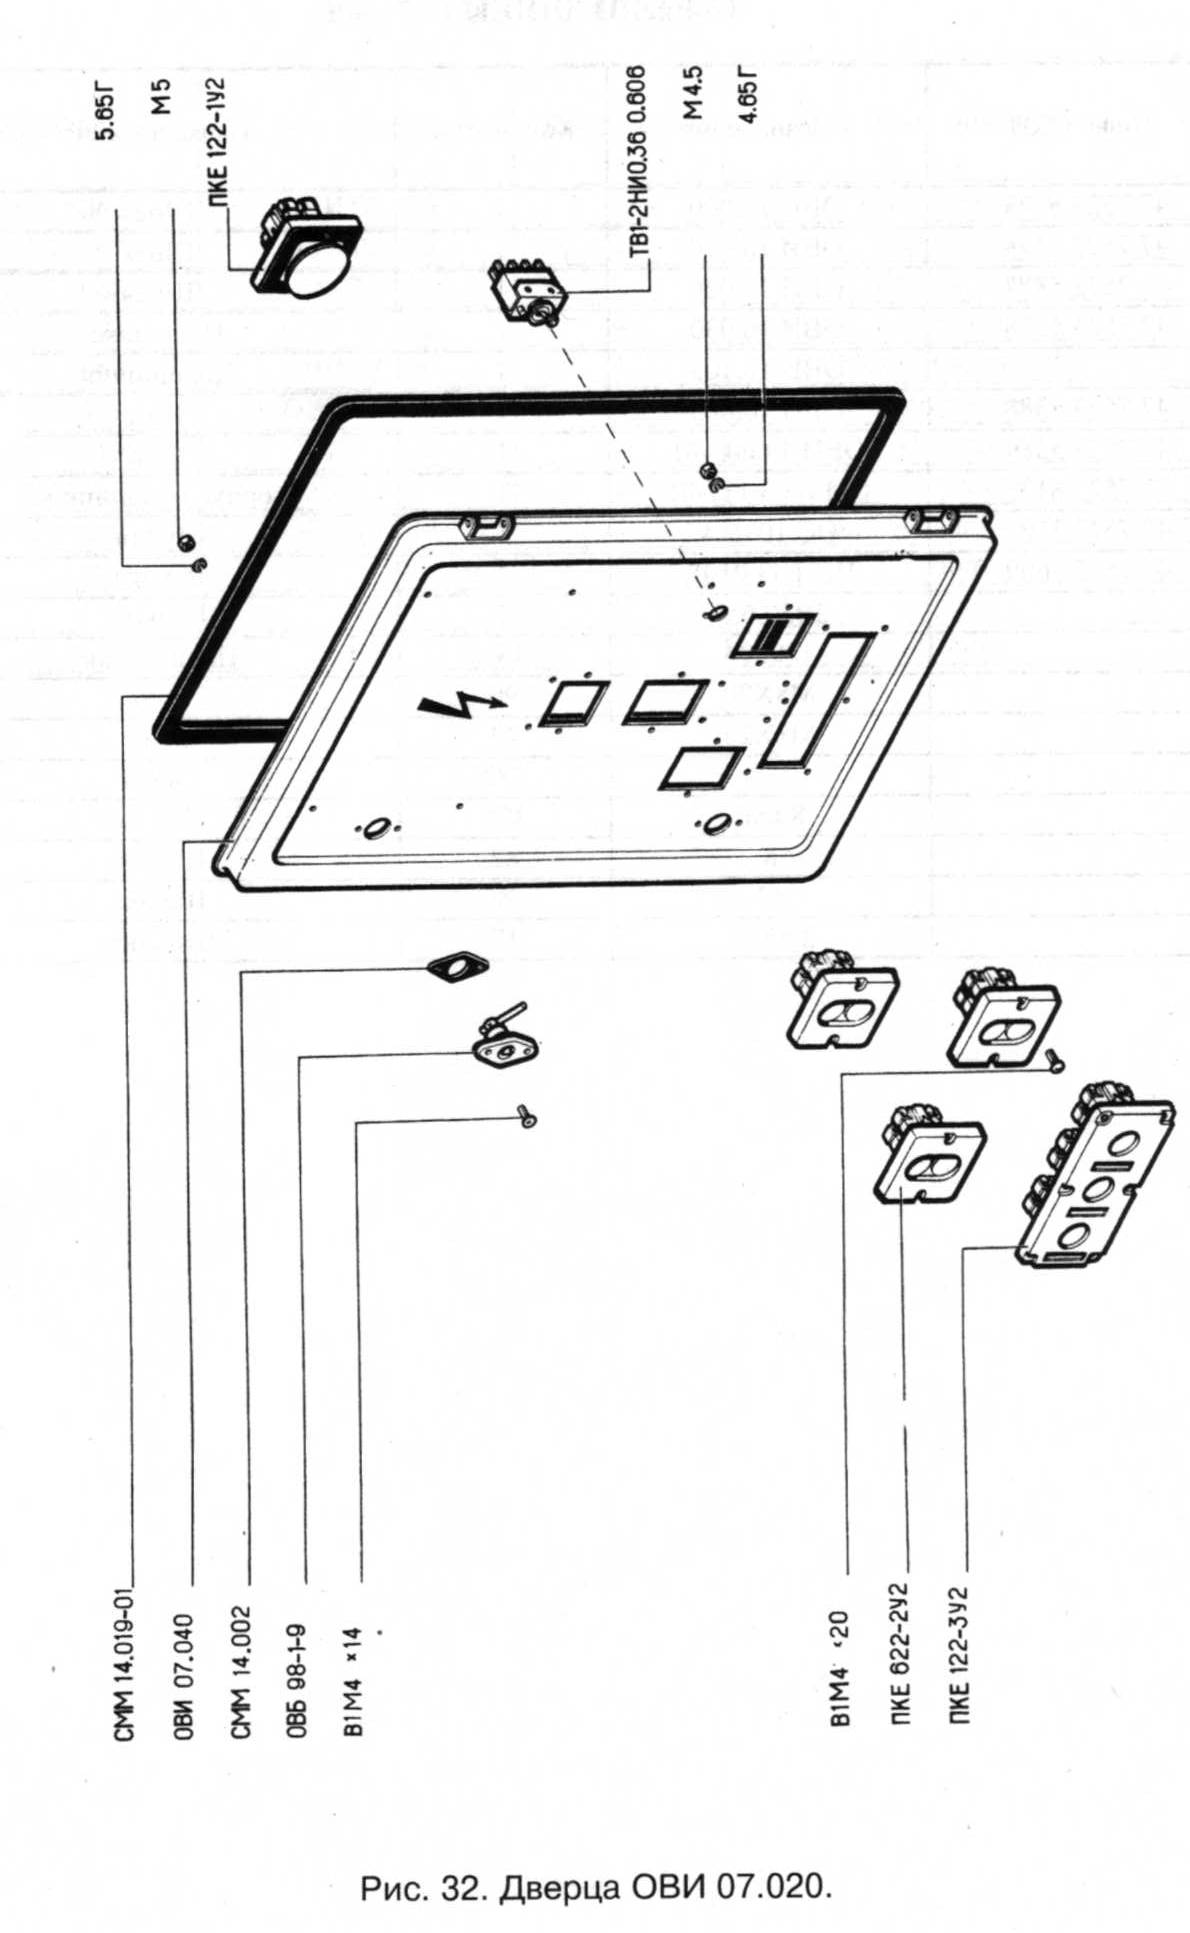 5.65Г
М5
ПКЕ 122-1У2
ТВ1-2НИ0.36 0.606
М4.5
4.65Г
СММ 14.019-01
ОВИ 07.040
СММ 14.002
ОВБ 98-1-9
В1М4 ×14
В1М4 20
ПКЕ 622-2У2
ПКЕ 122-3У2
Рис. 32. Дверца ОВИ 07.020.